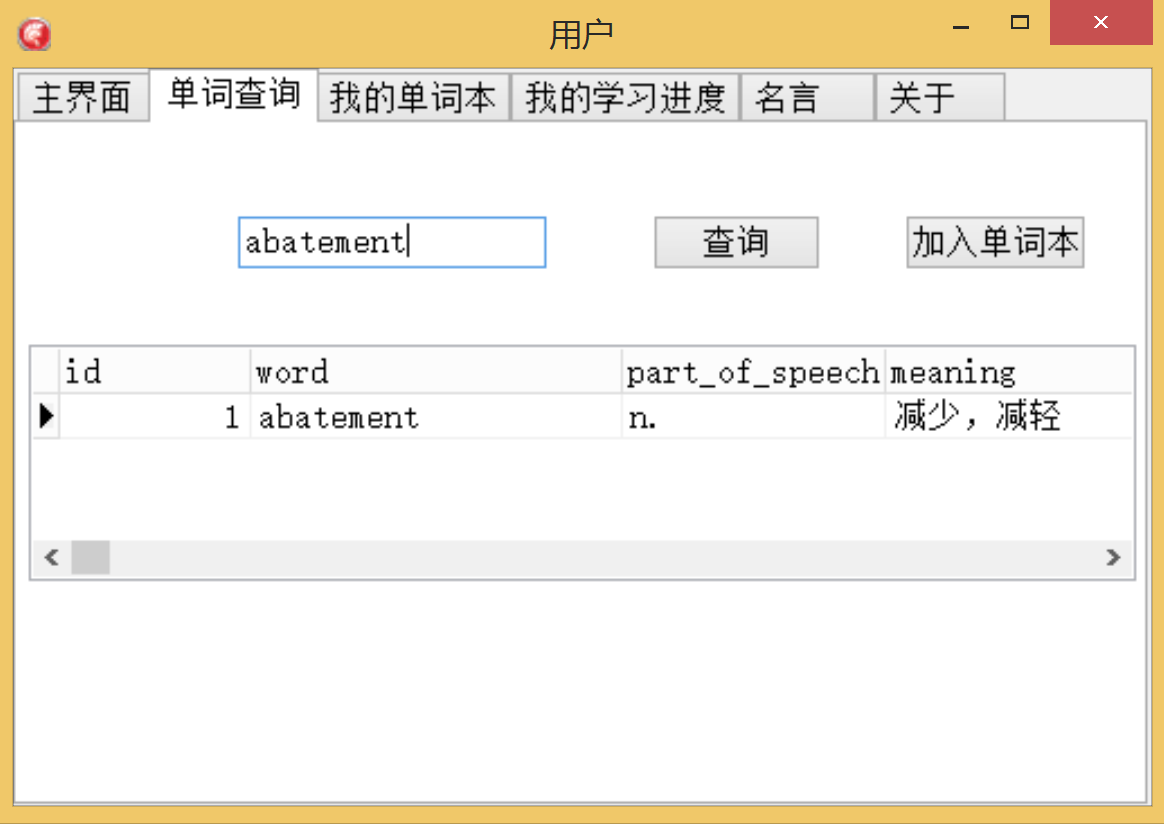 用户
主界面 单词查询 我的单词本 我的学习进度 名言 关于
abatement 查询 加入单词本
id word part_of_speech meaning
1 abatement n. 减少，减轻